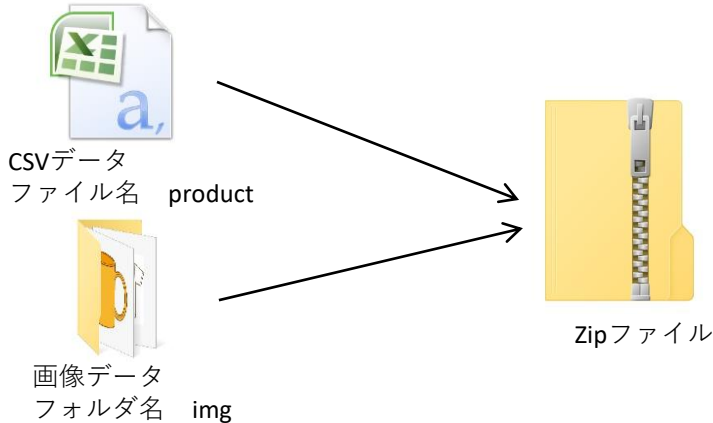 a,
CSVデータ
ファイル名 product
画像データ
フォルダ名 img
Zipファイル